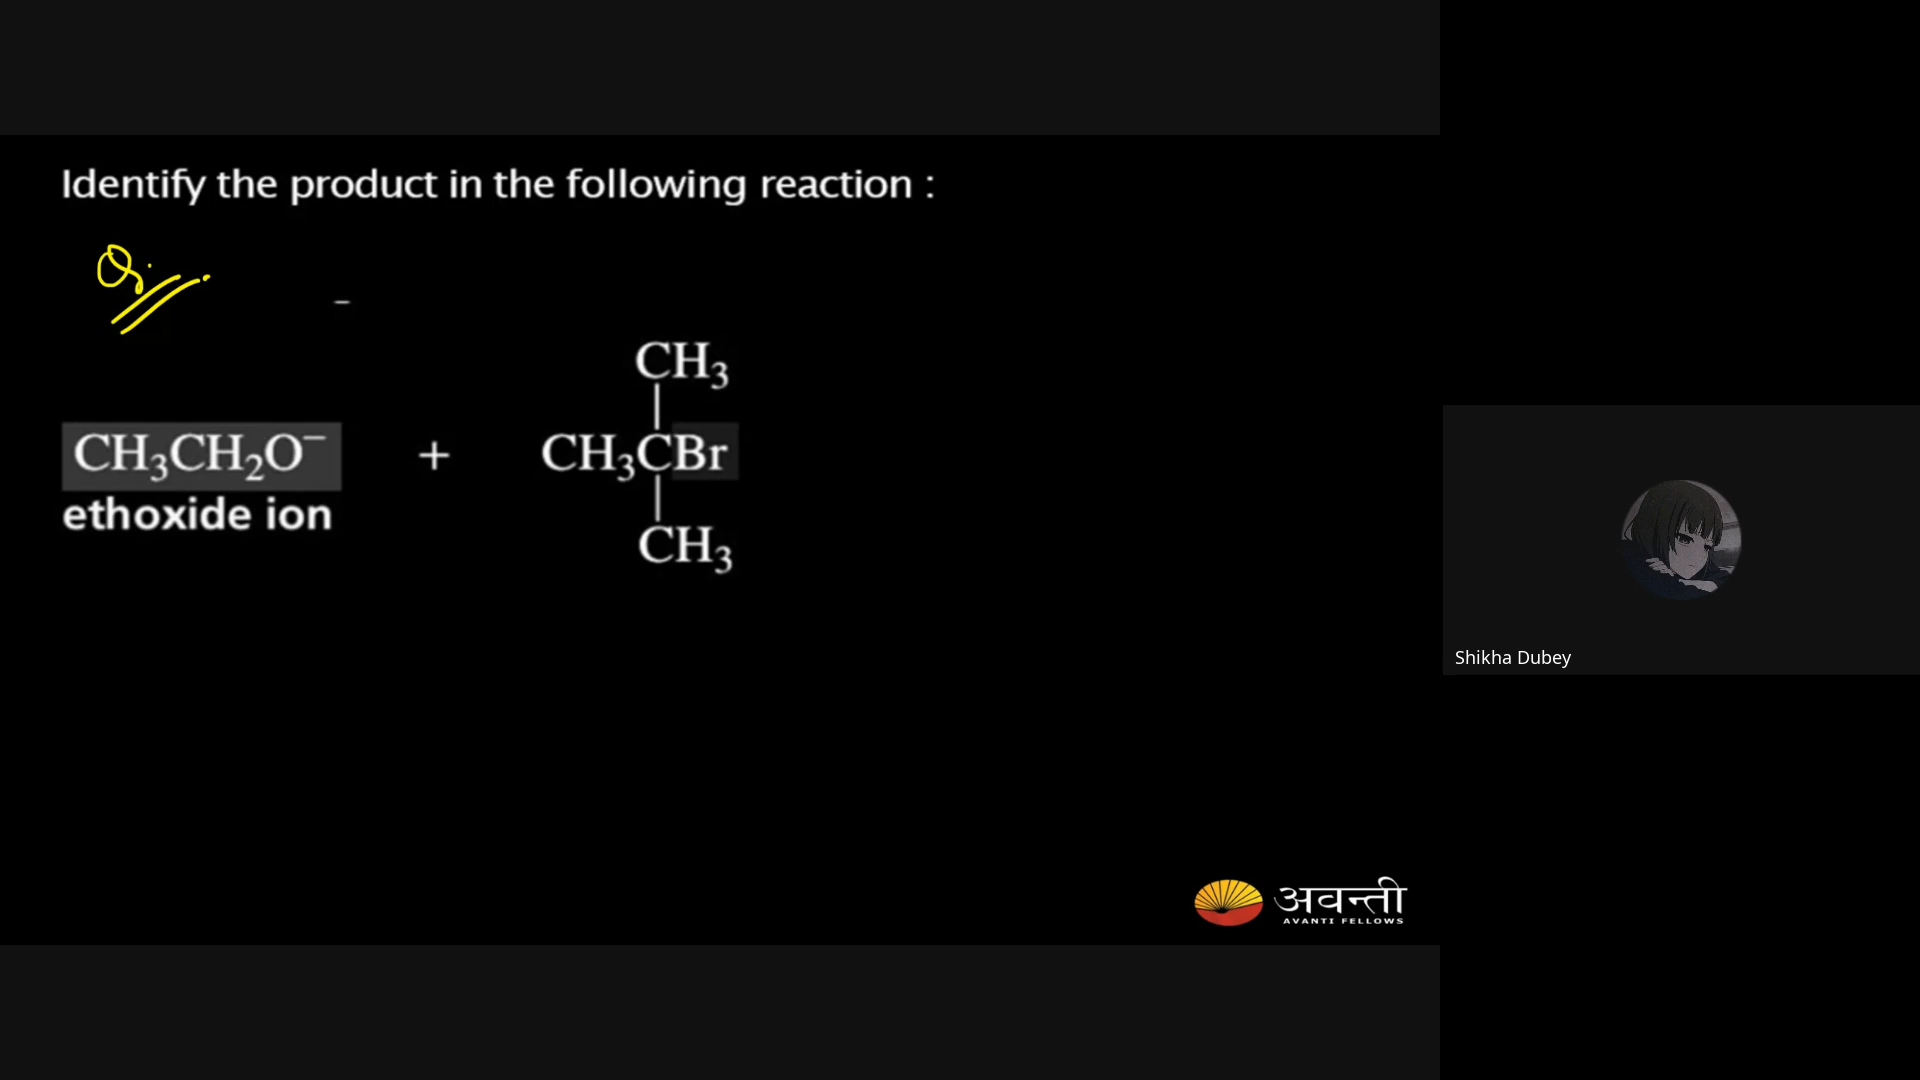 Identify the product in the following reaction :
Q.
CH₃
CH₃CH₂O⁻ + CH₃CBr
ethoxide ion
CH₃
Shikha Dubey
अवन्ती
AVANTI FELLOWS